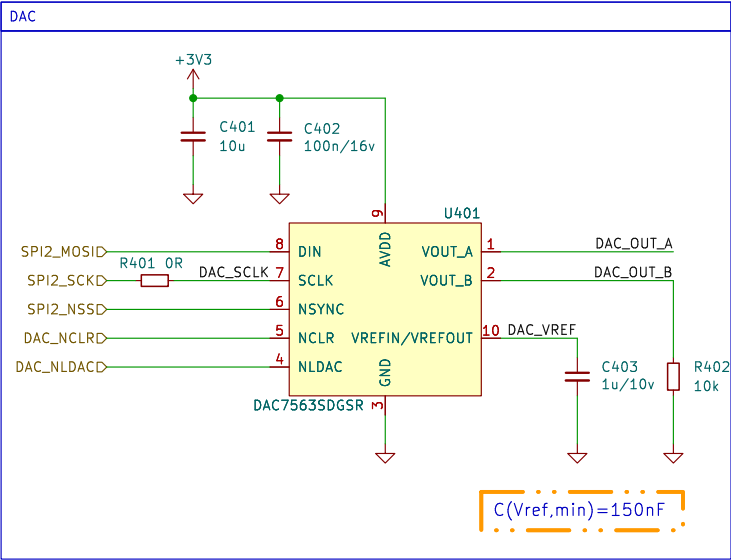 DAC
+3V3
C401
10u
C402
100n/16v
U401
9
AVDD
SPI2_MOSI
8
DIN
VOUT_A
1
DAC_OUT_A
R401 0R
SPI2_SCK
DAC_SCLK
7
SCLK
VOUT_B
2
DAC_OUT_B
SPI2_NSS
6
NSYNC
DAC_NCLR
5
NCLR
VREFIN/VREFOUT
10
DAC_VREF
DAC_NLDAC
4
NLDAC
GND
C403
1u/10v
R402
10k
DAC7563SDGSR
3
C(Vref,min)=150nF